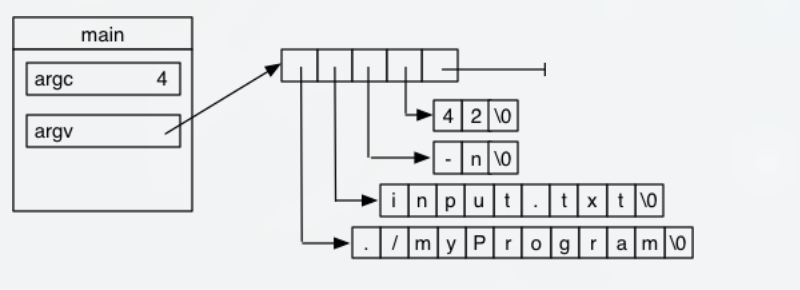 main
argc 4
argv
4 2 \0
- n \0
i n p u t . t x t \0
. / m y P r o g r a m \0